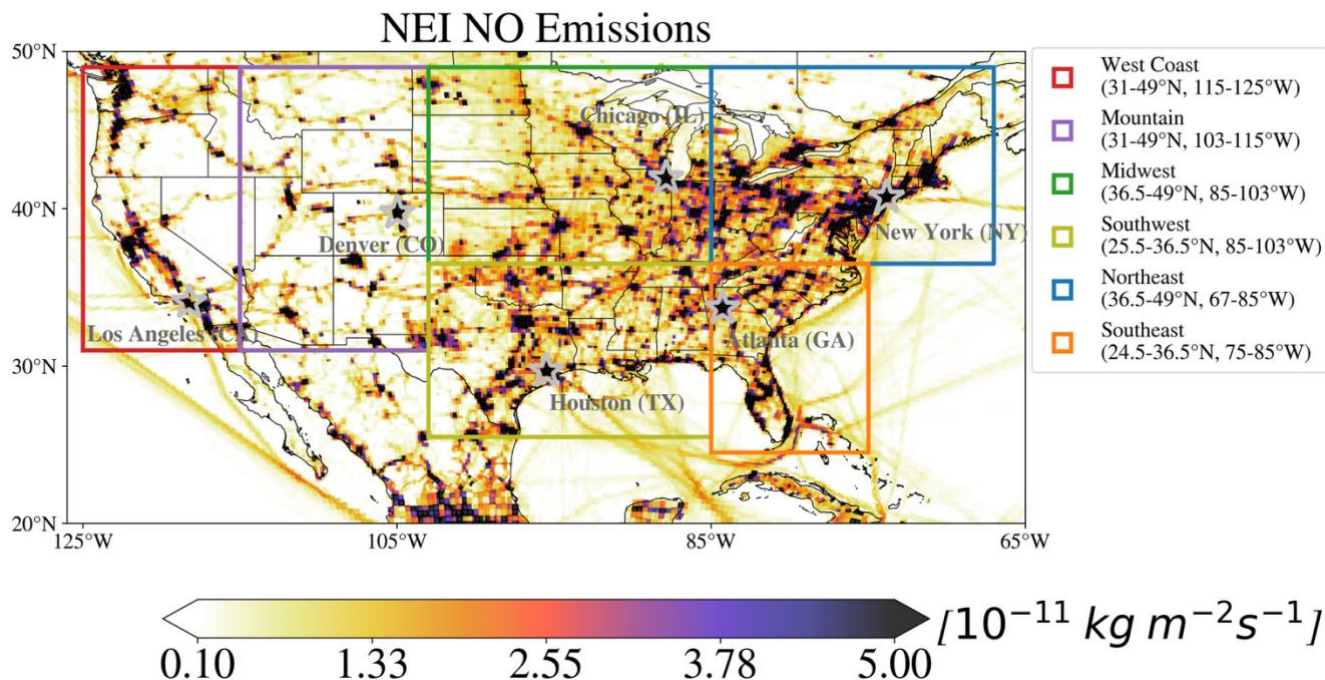 NEI NO Emissions
50°N
40°N
30°N
20°N
125°W
105°W
85°W
65°W
Chicago (IL)
Denver (CO)
New York (NY)
Los Angeles (C
Atlanta (GA)
Houston (TX)
West Coast
(31-49°N, 115-125°W)
Mountain
(31-49°N, 103-115°W)
Midwest
(36.5-49°N, 85-103°W)
Southwest
(25.5-36.5°N, 85-103°W)
Northeast
(36.5-49°N, 67-85°W)
Southeast
(24.5-36.5°N, 75-85°W)
0.10
1.33
2.55
3.78
5.00
[10⁻¹¹ kg m⁻²s⁻¹]